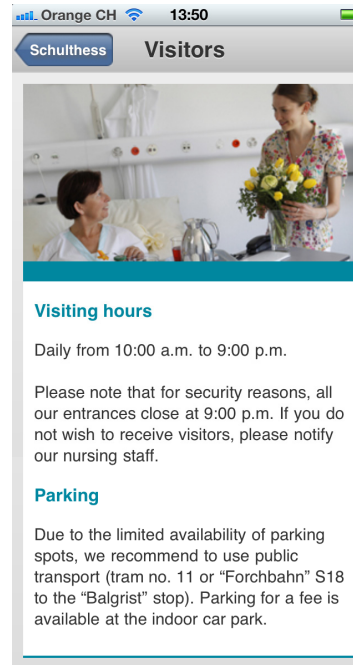 Orange CH 13:50
Schulthess Visitors
Visiting hours
Daily from 10:00 a.m. to 9:00 p.m.
Please note that for security reasons, all
our entrances close at 9:00 p.m. If you do
not wish to receive visitors, please notify
our nursing staff.
Parking
Due to the limited availability of parking
spots, we recommend to use public
transport (tram no. 11 or “Forchbahn” S18
to the “Balgrist” stop). Parking for a fee is
available at the indoor car park.